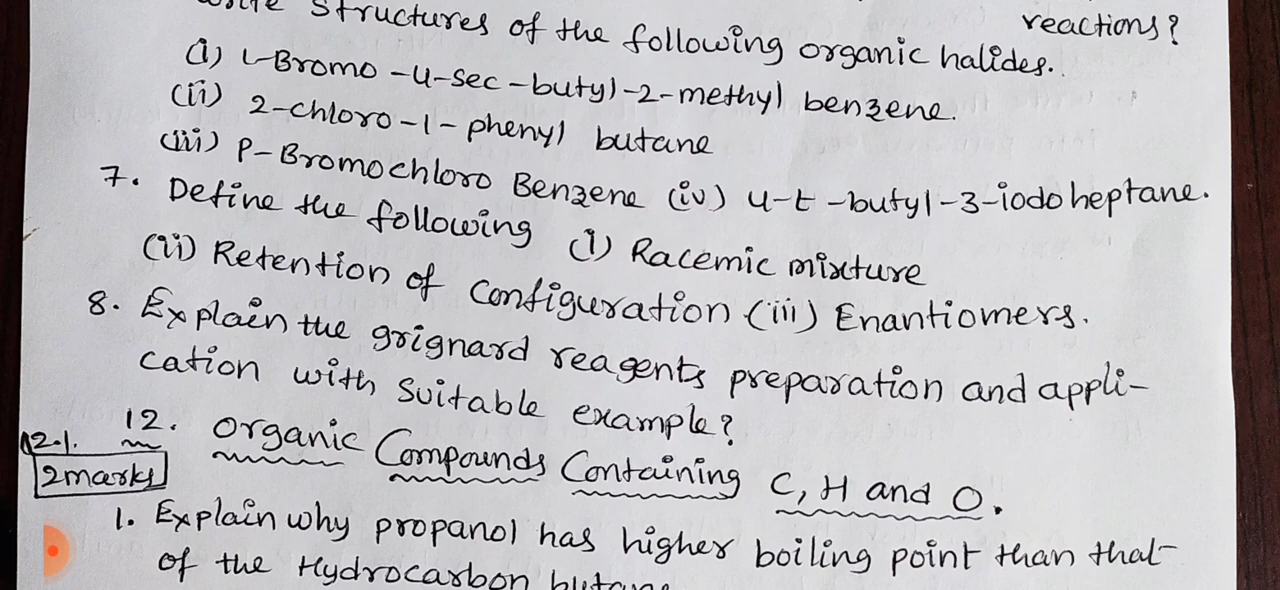 Structures of the following organic halides. reactions?
(i) 1-Bromo-4-sec-butyl-2-methyl benzene.
(ii) 2-chloro-1-phenyl butane
(iii) P-Bromochloro Benzene (iv) 4-t-butyl-3-iodoheptane.
7. Define the following (i) Racemic mixture
(ii) Retention of configuration (iii) Enantiomers.
8. Explain the grignard reagents preparation and appli-
cation with suitable example?
12. organic Compounds Containing C, H and O.
12.1.
2marks
1. Explain why propanol has higher boiling point than that
of the Hydrocarbon butane